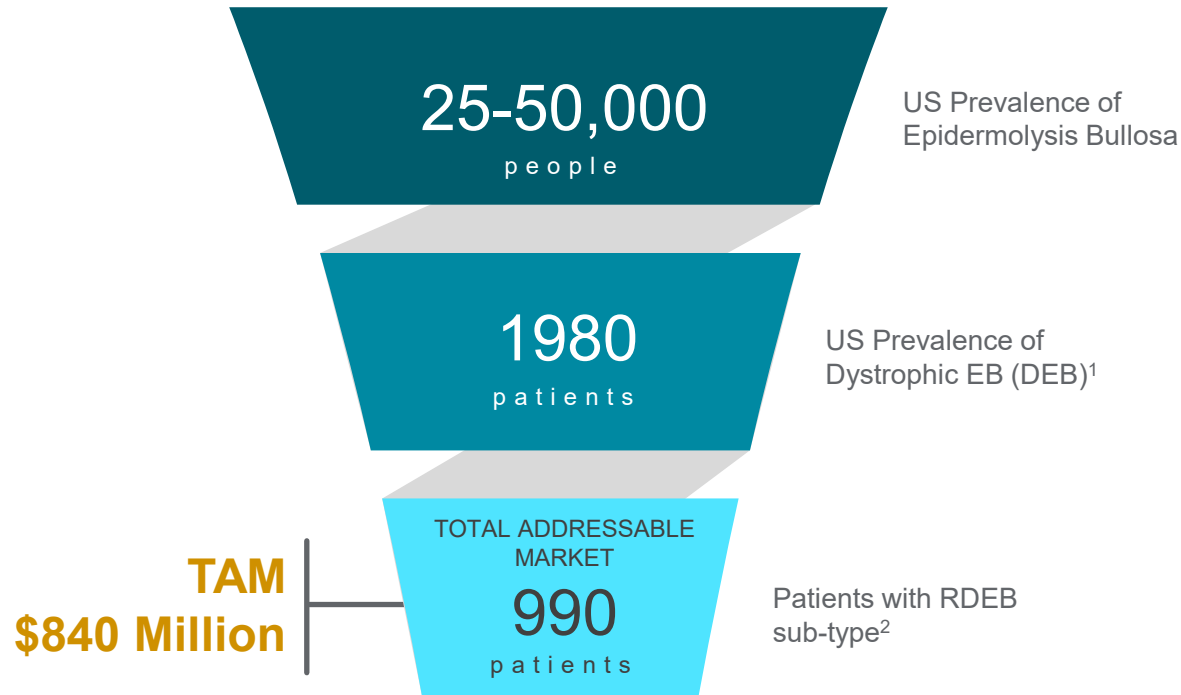 25-50,000
people
US Prevalence of
Epidermolysis Bullosa
1980
patients
US Prevalence of
Dystrophic EB (DEB)¹
TOTAL ADDRESSABLE
MARKET
990
patients
TAM
$840 Million
Patients with RDEB
sub-type²